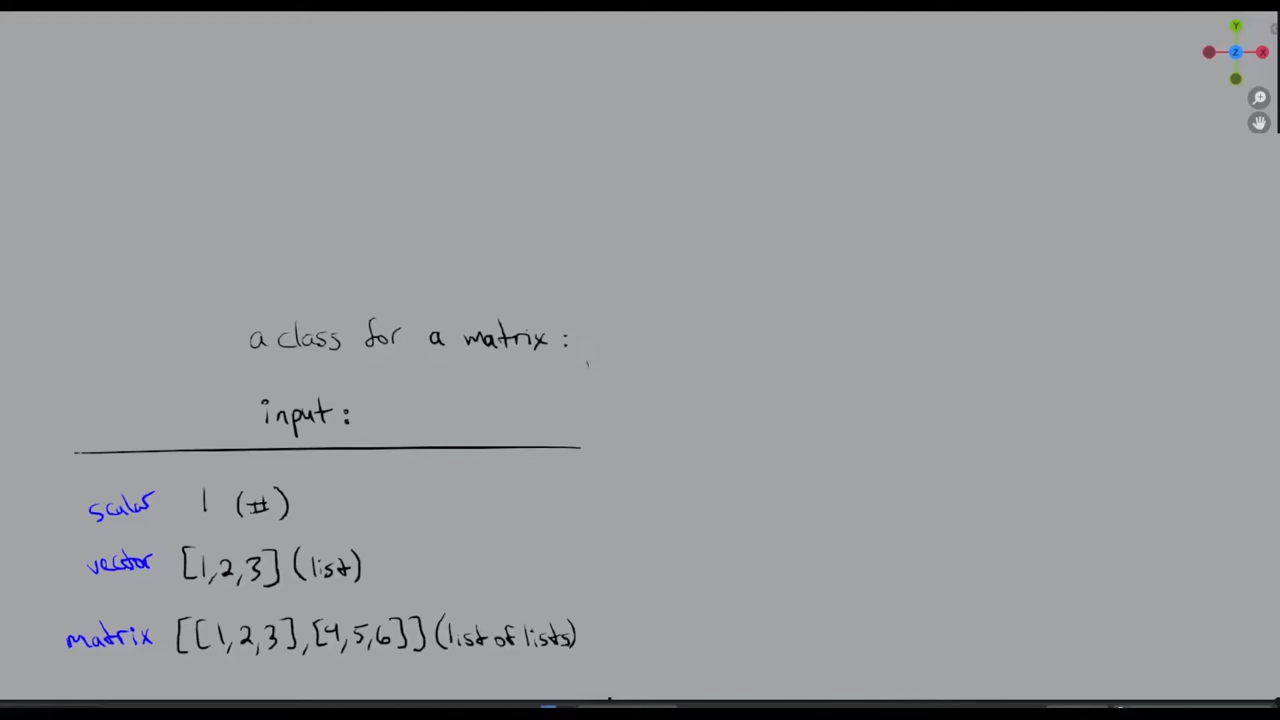 Y
Z X
a class for a matrix :
input :
scalar 1 (#)
vector [1,2,3] (list)
matrix [[1,2,3],[4,5,6]] (list of lists)